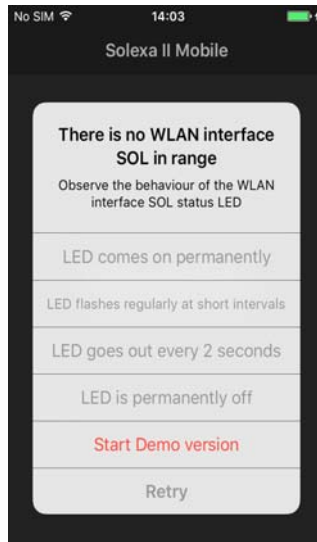 No SIM 14:03
Solexa II Mobile
There is no WLAN interface
SOL in range
Observe the behaviour of the WLAN
interface SOL status LED
LED comes on permanently
LED flashes regularly at short intervals
LED goes out every 2 seconds
LED is permanently off
Start Demo version
Retry